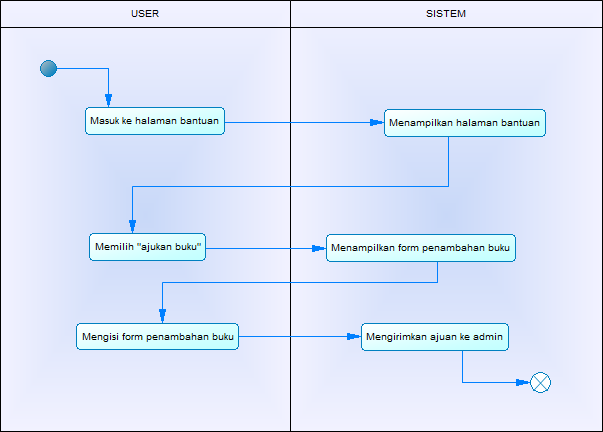 USER
SISTEM
Masuk ke halaman bantuan
Menampilkan halaman bantuan
Memilih "ajukan buku"
Menampilkan form penambahan buku
Mengisi form penambahan buku
Mengirimkan ajuan ke admin